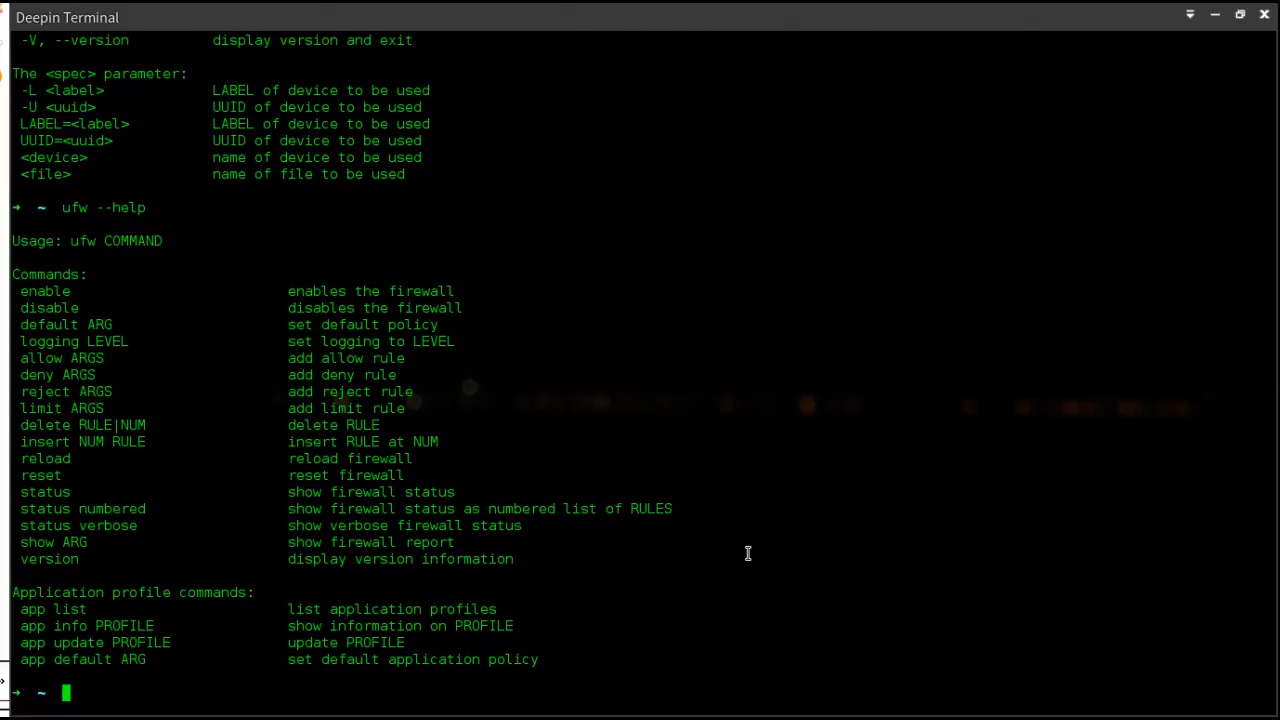 Deepin Terminal
-V, --version display version and exit
The <spec> parameter:
-L <label> LABEL of device to be used
-U <uuid> UUID of device to be used
LABEL=<label> LABEL of device to be used
UUID=<uuid> UUID of device to be used
<device> name of device to be used
<file> name of file to be used
➜ ~ ufw --help
Usage: ufw COMMAND
Commands:
enable enables the firewall
disable disables the firewall
default ARG set default policy
logging LEVEL set logging to LEVEL
allow ARGS add allow rule
deny ARGS add deny rule
reject ARGS add reject rule
limit ARGS add limit rule
delete RULE|NUM delete RULE
insert NUM RULE insert RULE at NUM
reload reload firewall
reset reset firewall
status show firewall status
status numbered show firewall status as numbered list of RULES
status verbose show verbose firewall status
show ARG show firewall report
version display version information
Application profile commands:
app list list application profiles
app info PROFILE show information on PROFILE
app update PROFILE update PROFILE
app default ARG set default application policy
➜ ~